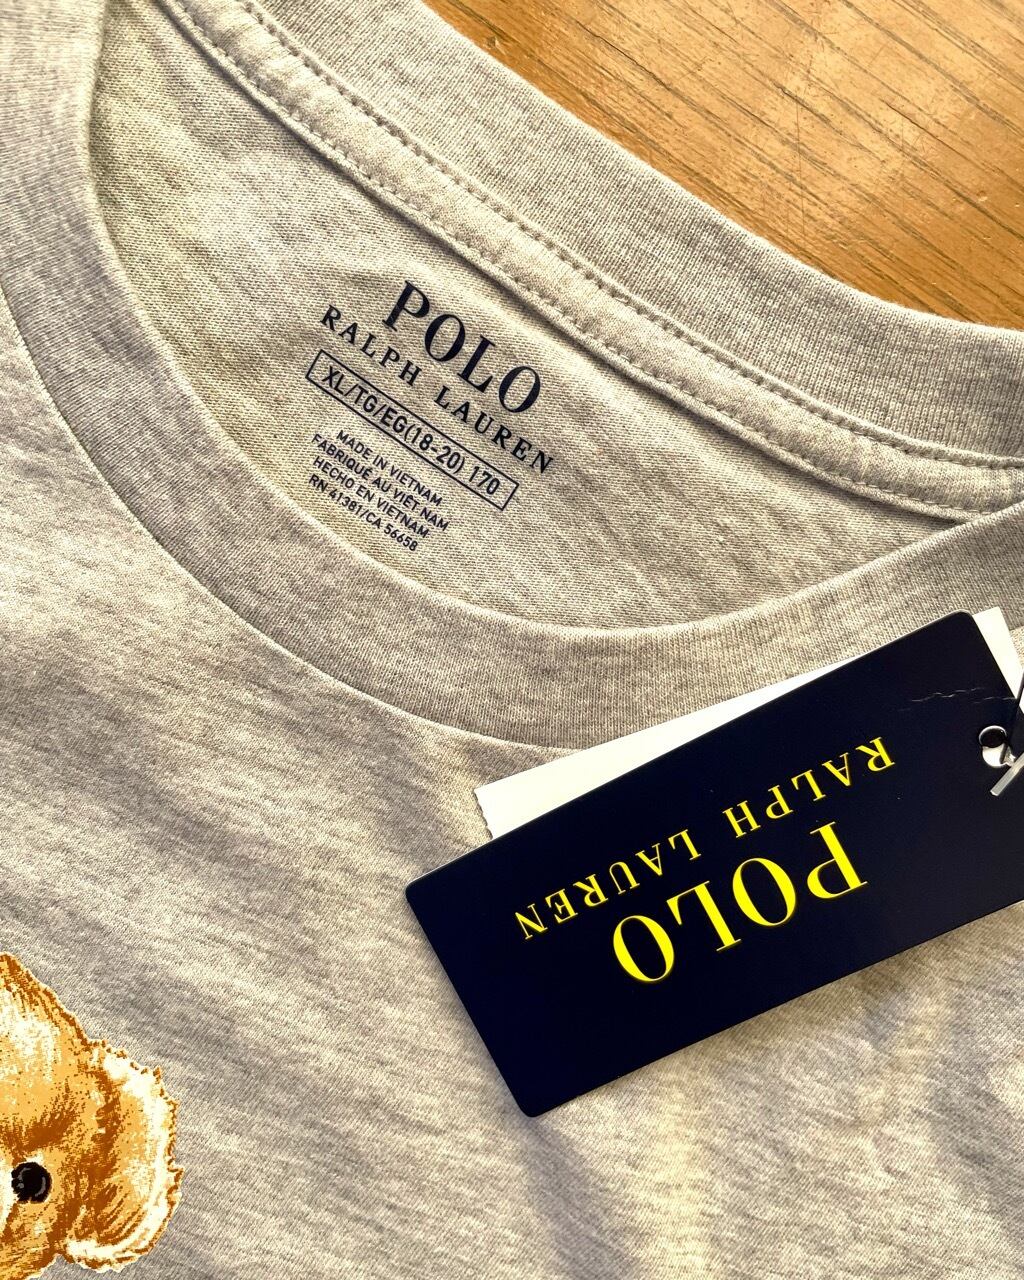 POLO
RALPH LAUREN
XL/TG/EG(18-20) 170
MADE IN VIETNAM
FABRIQUÉ AU VIÊT NAM
HECHO EN VIETNAM
RN 41381/CA 56658
POLO
RALPH LAUREN